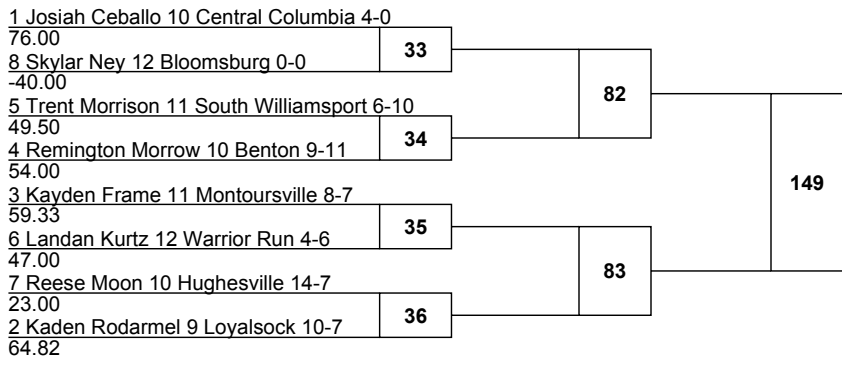 1 Josiah Ceballo 10 Central Columbia 4-0
76.00
33
8 Skylar Ney 12 Bloomsburg 0-0
-40.00
82
5 Trent Morrison 11 South Williamsport 6-10
49.50
34
4 Remington Morrow 10 Benton 9-11
54.00
149
3 Kayden Frame 11 Montoursville 8-7
59.33
35
6 Landan Kurtz 12 Warrior Run 4-6
47.00
83
7 Reese Moon 10 Hughesville 14-7
23.00
36
2 Kaden Rodarmel 9 Loyalsock 10-7
64.82